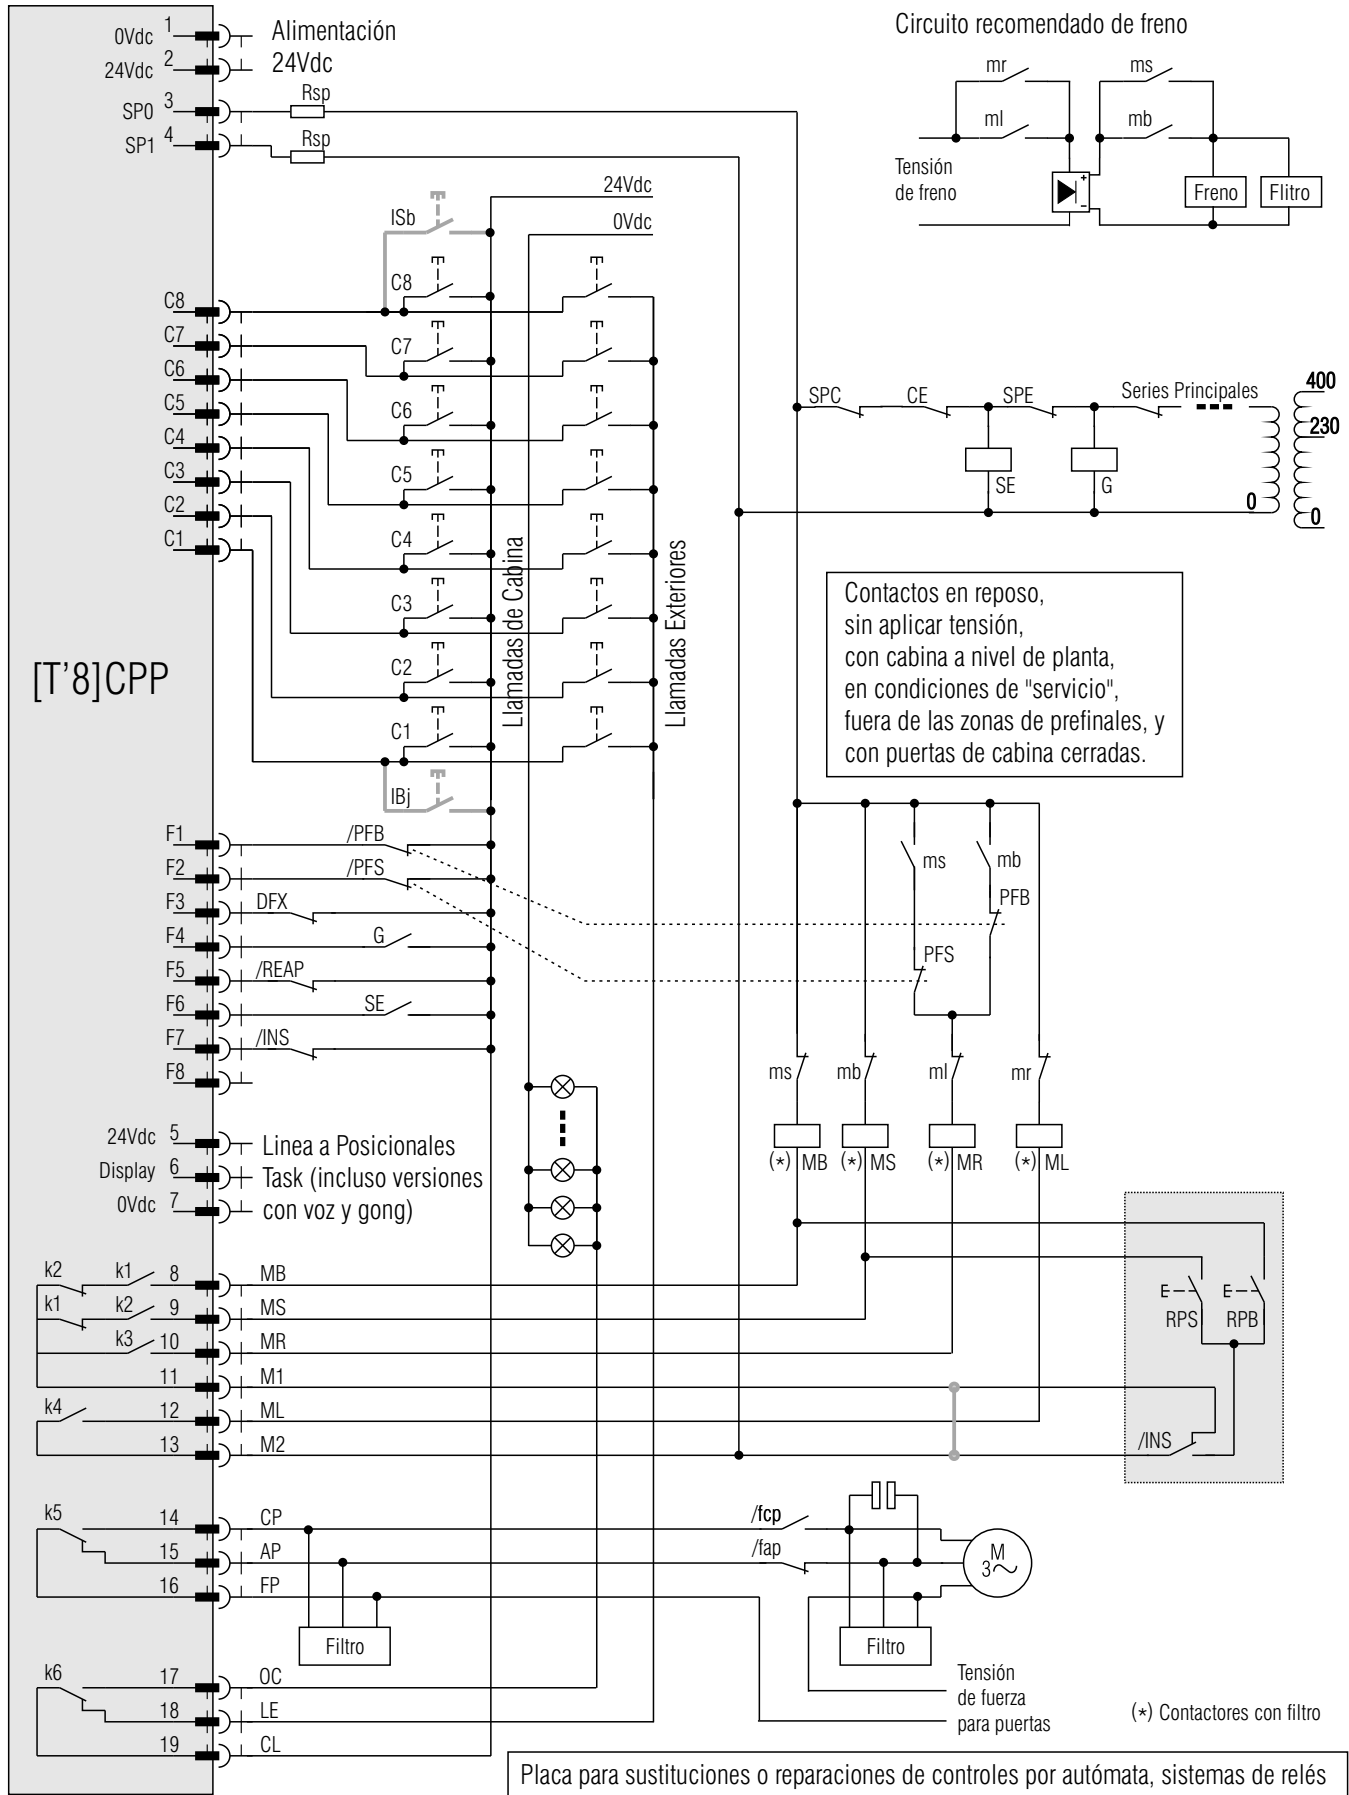 Circuito recomendado de freno
mr
ms
ml
mb
Tensión
de freno
+
-
Freno
Flitro
0Vdc 1
24Vdc 2
Alimentación
24Vdc
SP0 3
Rsp
SP1 4
Rsp
24Vdc
0Vdc
ISb
C8
C7
C6
C5
C4
C3
C2
C1
C8
C7
C6
C5
C4
C3
C2
C1
IBj
Llamadas de Cabina
Llamadas Exteriores
SPC
CE
SPE
Series Principales
SE
G
400
230
0
0
[T'8]CPP
Contactos en reposo,
sin aplicar tensión,
con cabina a nivel de planta,
en condiciones de "servicio",
fuera de las zonas de prefinales, y
con puertas de cabina cerradas.
F1 /PFB
F2 /PFS
F3 DFX
F4 G
F5 /REAP
F6 SE
F7 /INS
F8
ms
mb
PFB
PFS
ms
mb
ml
mr
(*) MB
(*) MS
(*) MR
(*) ML
24Vdc 5
Display 6
0Vdc 7
Linea a Posicionales
Task (incluso versiones
con voz y gong)
k2 k1 8 MB
k1 k2 9 MS
k3 10 MR
11 M1
k4 12 ML
13 M2
RPS
RPB
/INS
k5 14 CP
15 AP
16 FP
Filtro
/fcp
/fap
M
3~
Filtro
k6 17 OC
18 LE
19 CL
Tensión
de fuerza
para puertas
(*) Contactores con filtro
Placa para sustituciones o reparaciones de controles por autómata, sistemas de relés